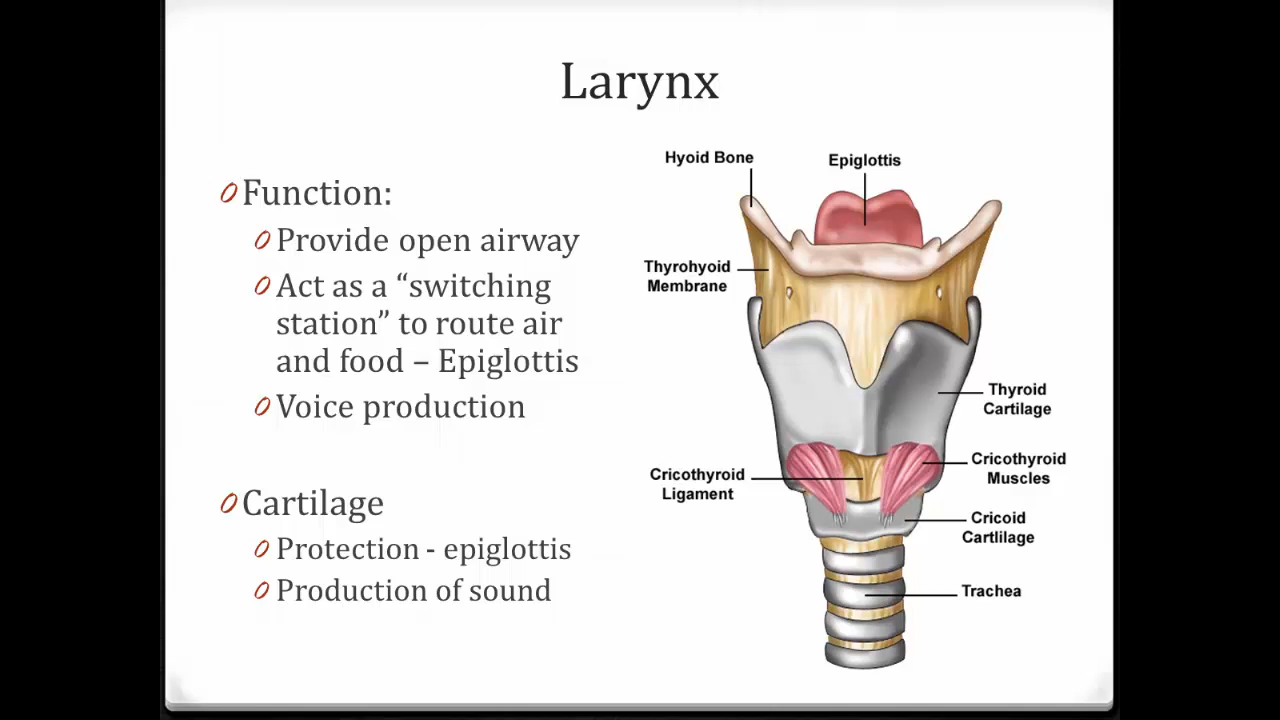 Larynx
Function:
Provide open airway
Act as a “switching
station” to route air
and food – Epiglottis
Voice production
Cartilage
Protection - epiglottis
Production of sound
Hyoid Bone
Epiglottis
Thyrohyoid
Membrane
Thyroid
Cartilage
Cricothyroid
Ligament
Cricothyroid
Muscles
Cricoid
Cartlilage
Trachea